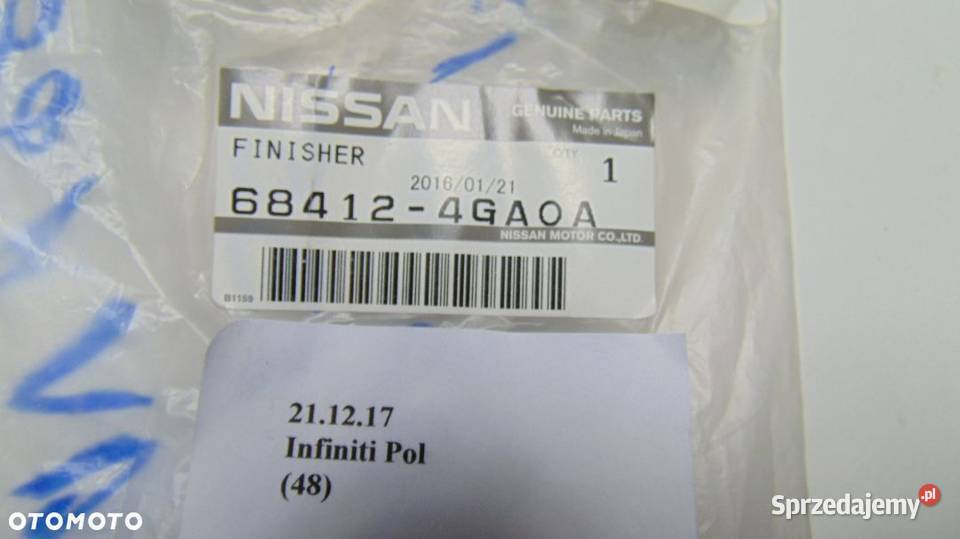 NISSAN
GENUINE PARTS
Made in Japan
FINISHER
QTY 1
2016/01/21
68412-4GA0A
NISSAN MOTOR CO.,LTD.
B1159
21.12.17
Infiniti Pol
(48)
OTOMOTO
Sprzedajemy.pl